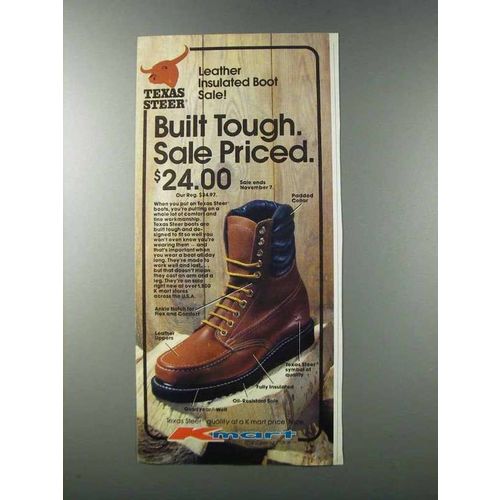 TEXAS
STEER®
Leather
Insulated Boot
Sale!
Built Tough.
Sale Priced.
$24.00
Sale ends
November 7.
Our Reg. $34.97.
Padded
Collar
When you put on Texas Steer®
boots, you're putting on a
whole lot of comfort and
fine workmanship.
Texas Steer boots are
built tough and de-
signed to fit so well you
won't even know you're
wearing them – and
that's important when
you wear a boot all day
long. They're made to
work well and last. . .
but that doesn't mean
they cost an arm and a
leg. They're on sale
right now at over
K mart stores
across the U.S.A.
Ankle Notch for
Flex and Comfort
Leather
Uppers
Texas Steer®
symbol of
quality
Fully Insulated
Oil-Resistant Sole
Goodyear® Welt
Texas Steer® quality at a K mart price.
Kmart